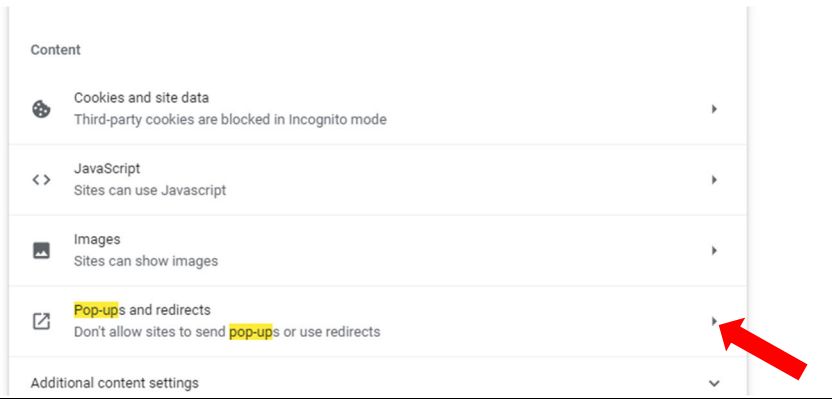 Content
Cookies and site data
Third-party cookies are blocked in Incognito mode
JavaScript
Sites can use Javascript
Images
Sites can show images
Pop-ups and redirects
Don't allow sites to send pop-ups or use redirects
Additional content settings